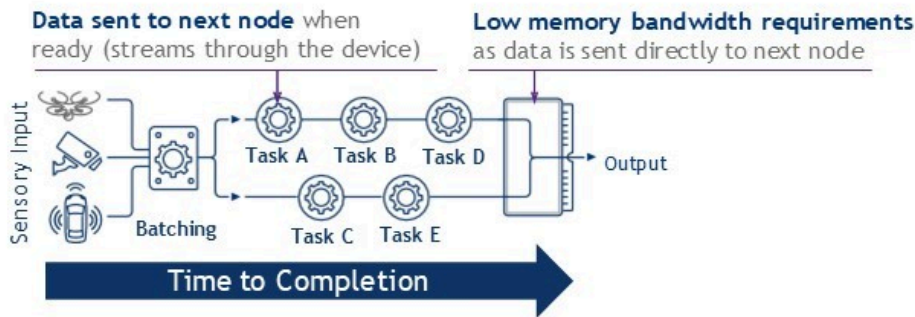 Data sent to next node when
ready (streams through the device)
Low memory bandwidth requirements
as data is sent directly to next node
Sensory Input
Batching
Task A
Task B
Task D
Task C
Task E
Output
Time to Completion